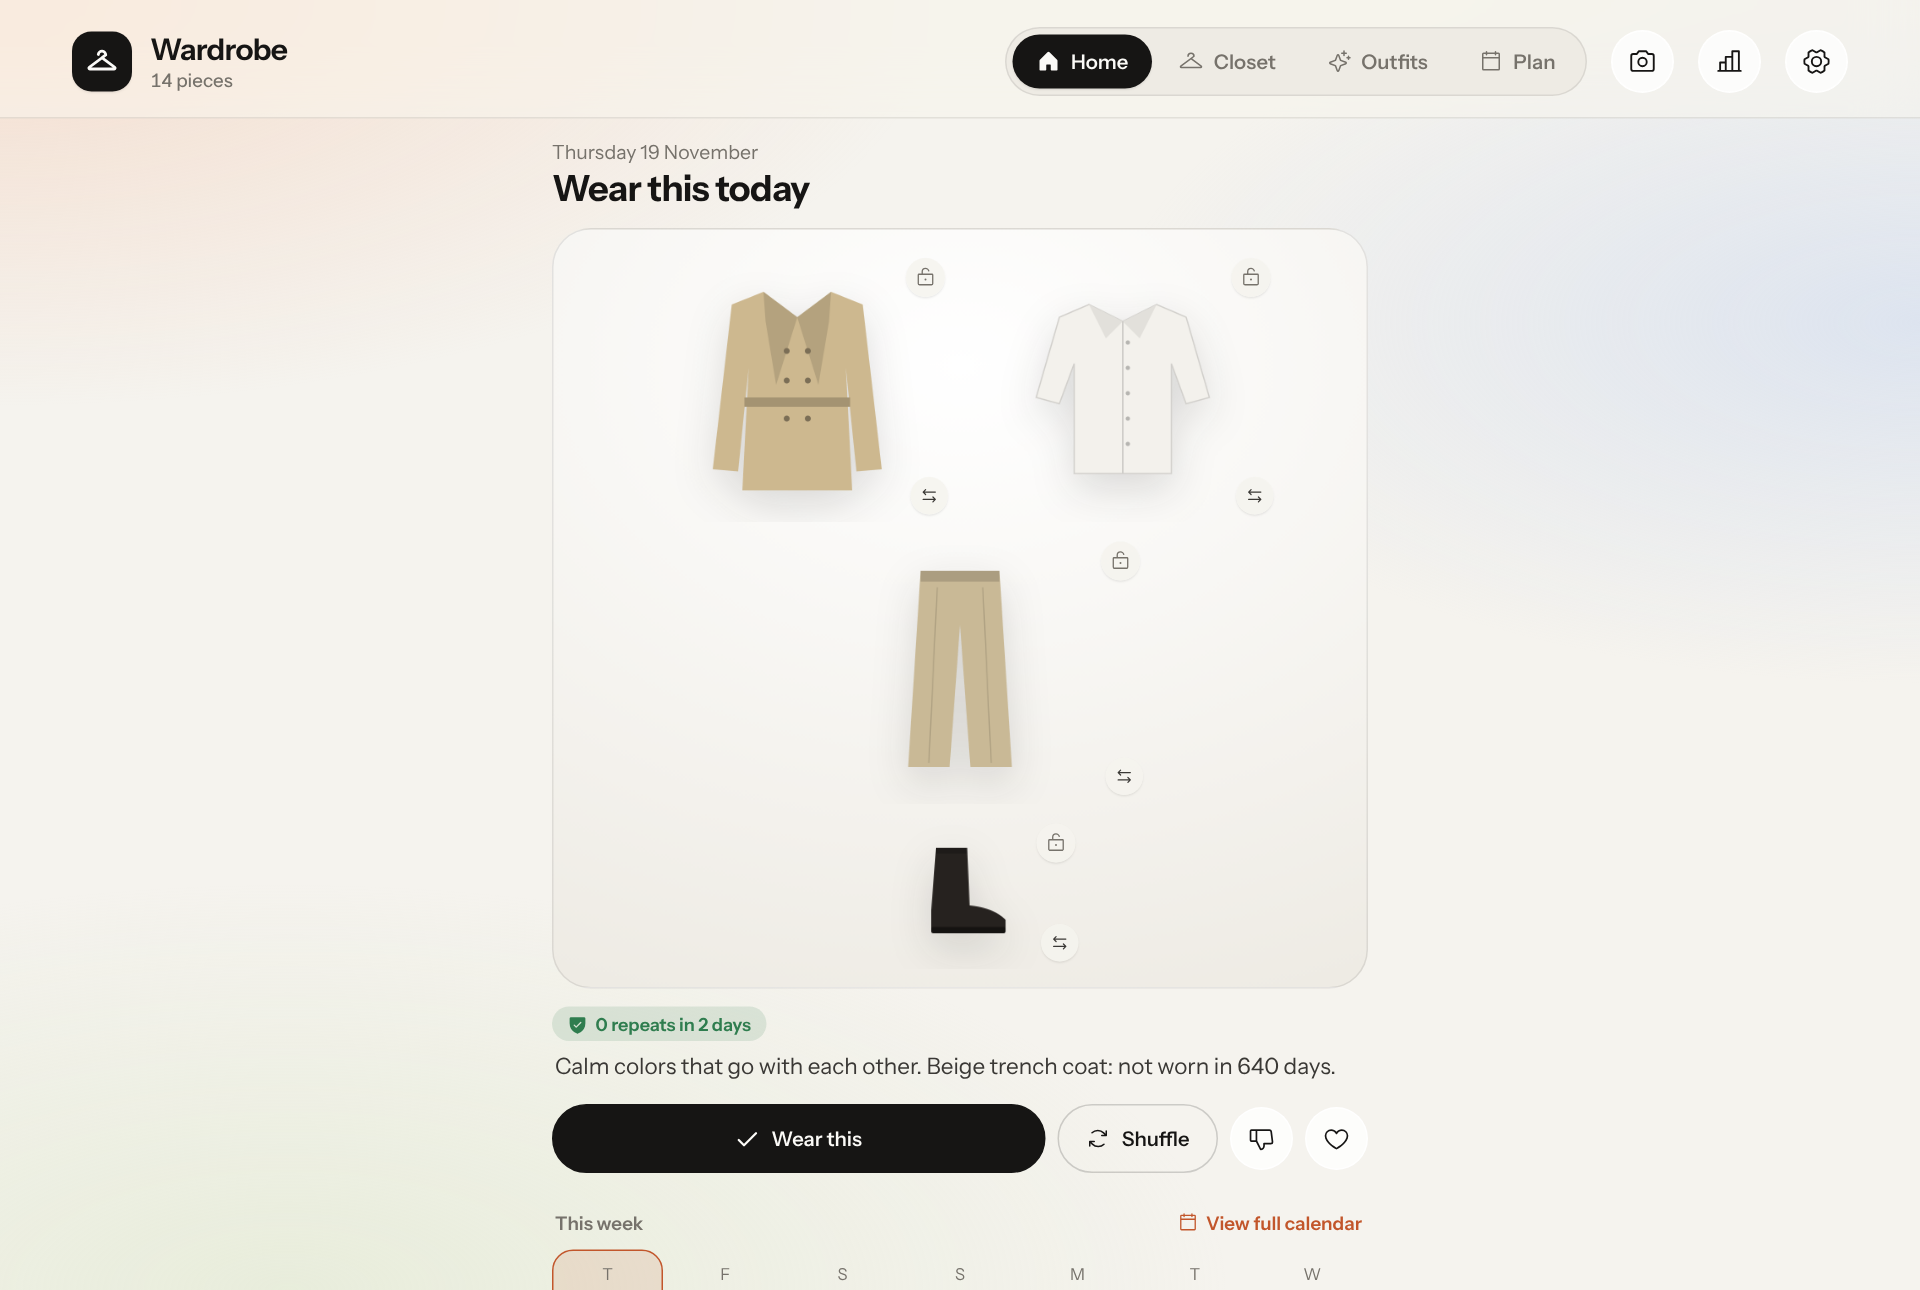 Wardrobe
14 pieces
Home
Closet
Outfits
Plan
Thursday 19 November
Wear this today
0 repeats in 2 days
Calm colors that go with each other. Beige trench coat: not worn in 640 days.
Wear this
Shuffle
This week
View full calendar
T F S S M T W